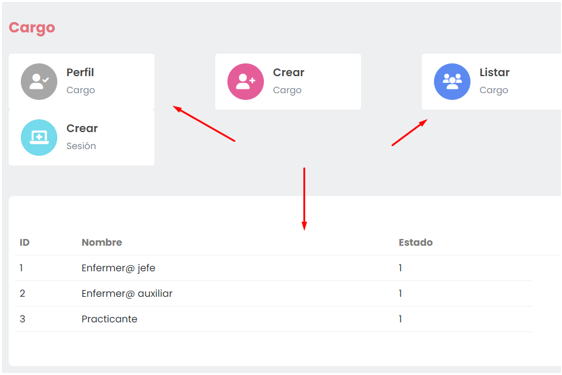 Cargo
Perfil
Cargo
Crear
Cargo
Listar
Cargo
Crear
Sesión
ID Nombre Estado
1 Enfermer@ jefe 1
2 Enfermer@ auxiliar 1
3 Practicante 1